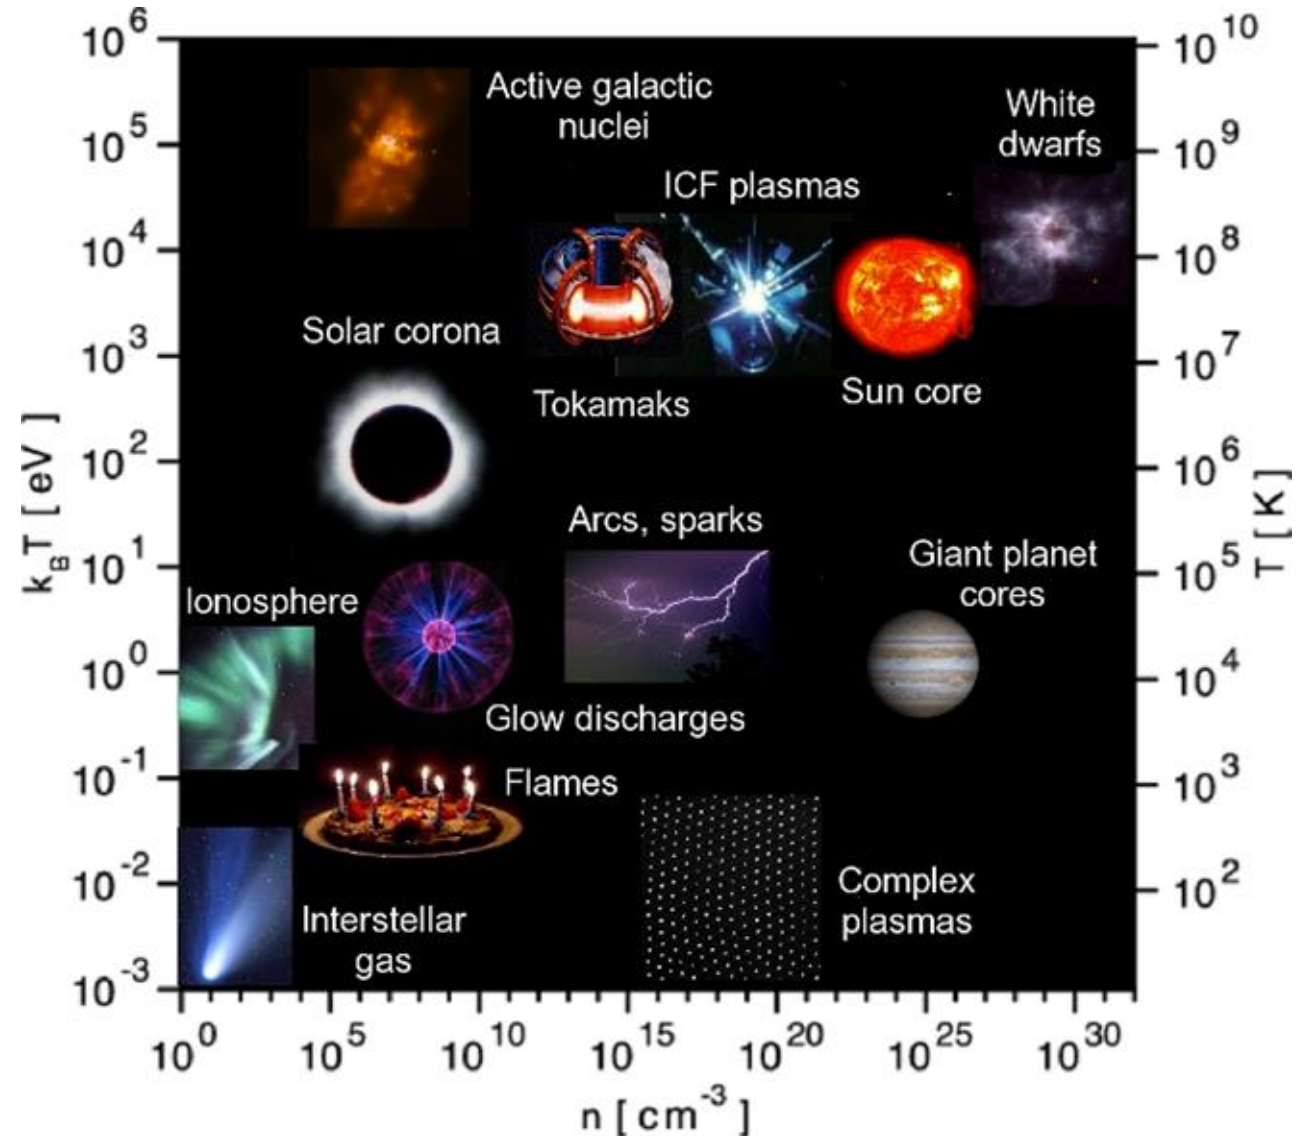 10^6
10^5
10^4
10^3
10^2
10^1
10^0
10^-1
10^-2
10^-3
k_BT [ eV ]
Active galactic
nuclei
White
dwarfs
ICF plasmas
Solar corona
Tokamaks
Sun core
Arcs, sparks
Giant planet
cores
Ionosphere
Glow discharges
Flames
Complex
plasmas
Interstellar
gas
10^10
10^9
10^8
10^7
10^6
10^5
10^4
10^3
10^2
T [ K ]
10^0 10^5 10^10 10^15 10^20 10^25 10^30
n [ cm^-3 ]